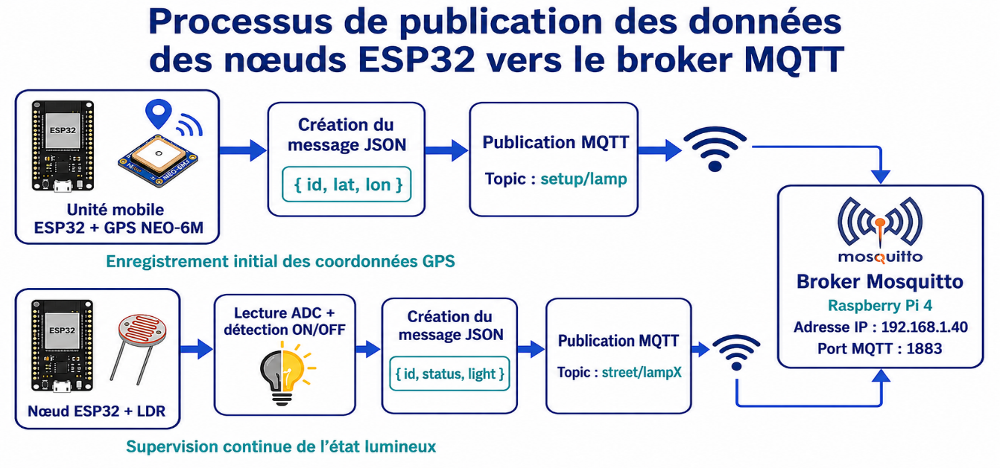 Processus de publication des données
des nœuds ESP32 vers le broker MQTT
ESP32
NEO-6M
Unité mobile
ESP32 + GPS NEO-6M
Création du
message JSON
{ id, lat, lon }
Publication MQTT
Topic : setup/lamp
Enregistrement initial des coordonnées GPS
mosquitto
Broker Mosquitto
Raspberry Pi 4
Adresse IP : 192.168.1.40
Port MQTT : 1883
ESP32
Nœud ESP32 + LDR
Lecture ADC +
détection ON/OFF
Création du
message JSON
{ id, status, light }
Publication MQTT
Topic : street/lampX
Supervision continue de l’état lumineux